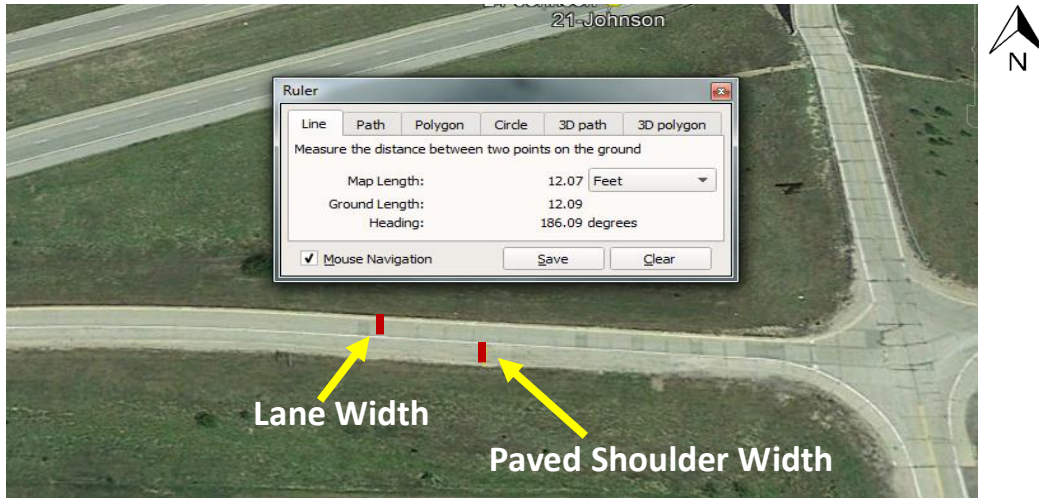 21-Johnson
N
Ruler
Line Path Polygon Circle 3D path 3D polygon
Measure the distance between two points on the ground
Map Length: 12.07 Feet
Ground Length: 12.09
Heading: 186.09 degrees
Mouse Navigation Save Clear
Lane Width
Paved Shoulder Width